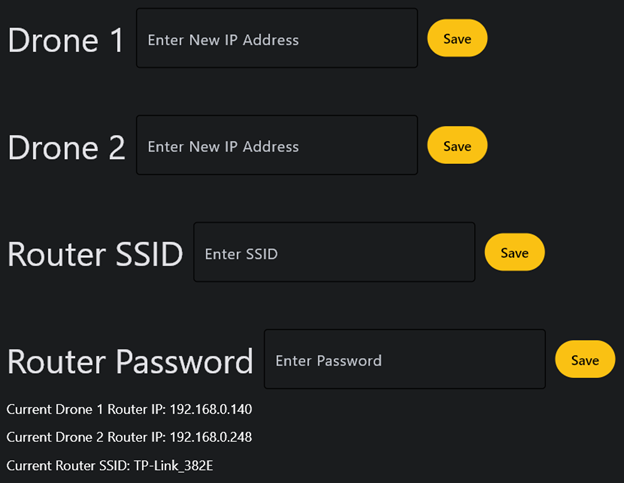 Drone 1 Enter New IP Address Save
Drone 2 Enter New IP Address Save
Router SSID Enter SSID Save
Router Password Enter Password Save
Current Drone 1 Router IP: 192.168.0.140
Current Drone 2 Router IP: 192.168.0.248
Current Router SSID: TP-Link_382E